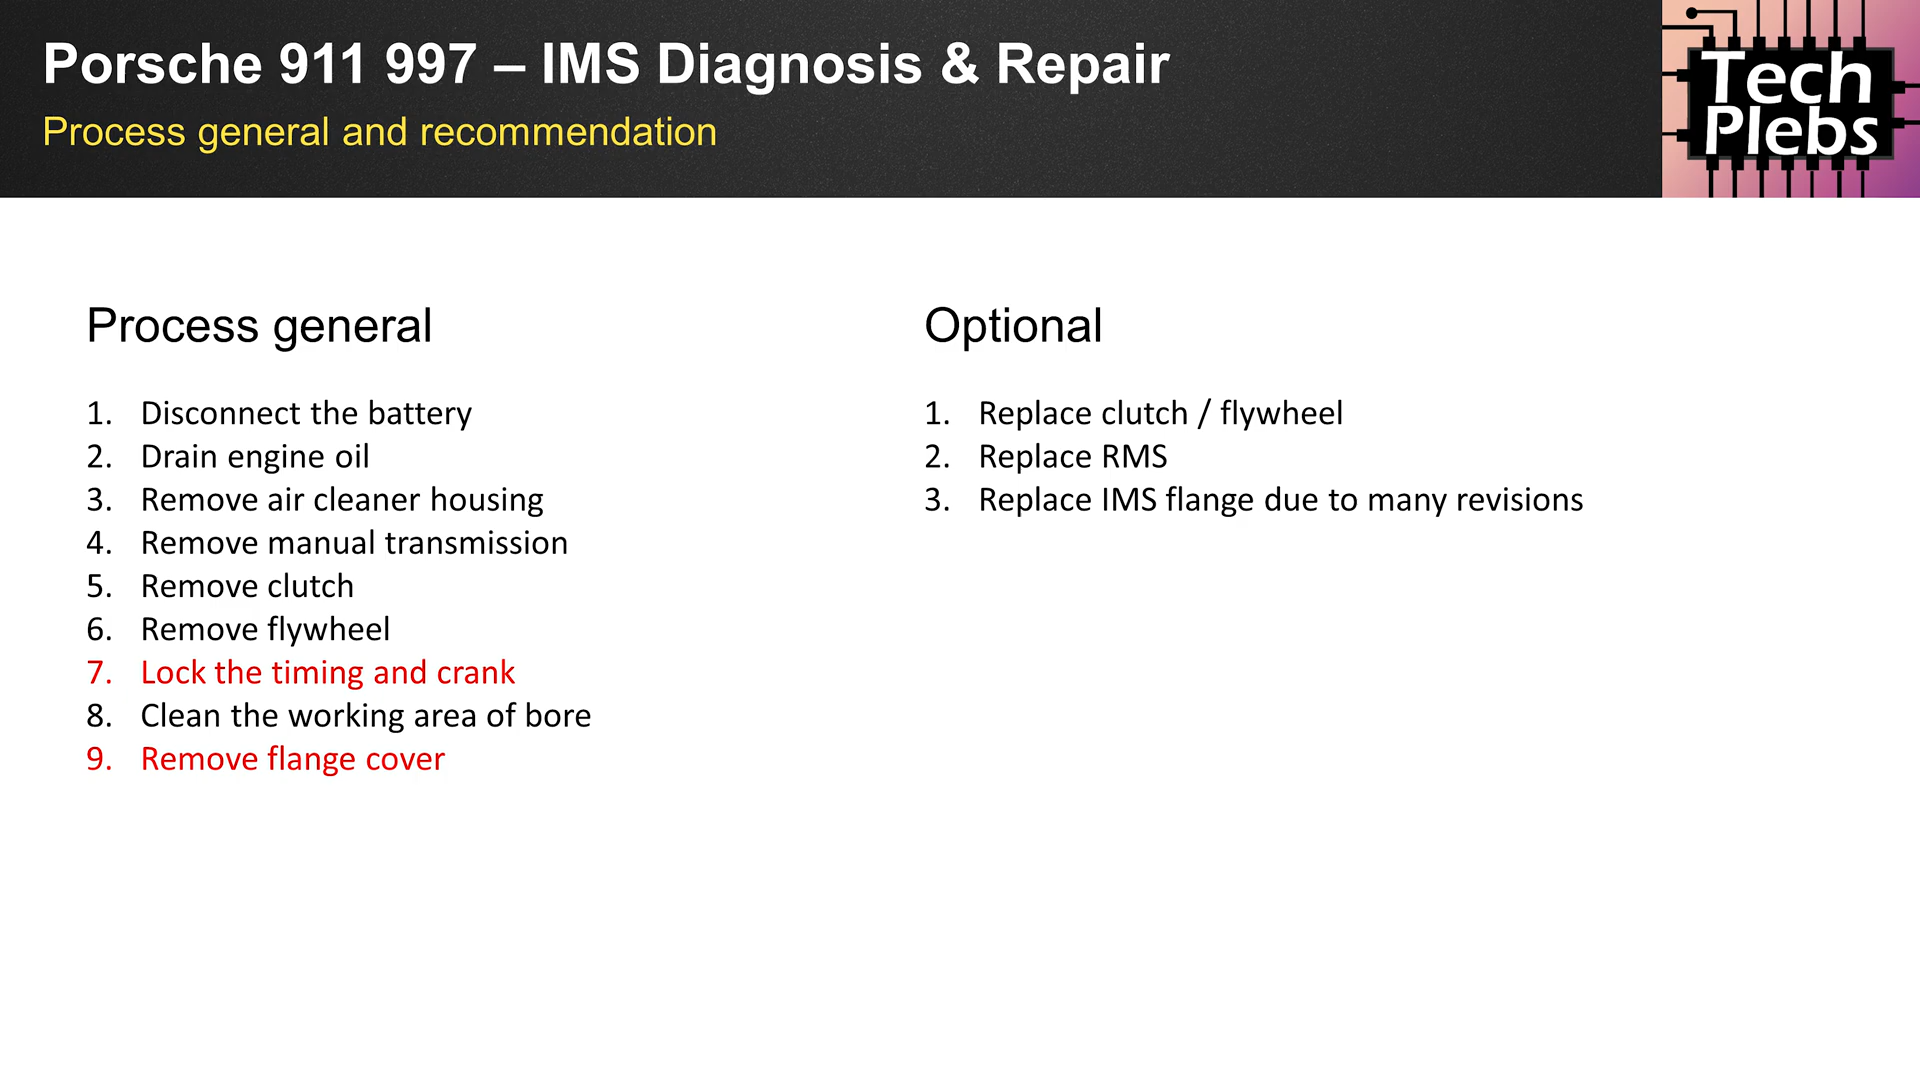 Porsche 911 997 – IMS Diagnosis & Repair
Process general and recommendation
Tech
Plebs
Process general
1. Disconnect the battery
2. Drain engine oil
3. Remove air cleaner housing
4. Remove manual transmission
5. Remove clutch
6. Remove flywheel
7. Lock the timing and crank
8. Clean the working area of bore
9. Remove flange cover
Optional
1. Replace clutch / flywheel
2. Replace RMS
3. Replace IMS flange due to many revisions